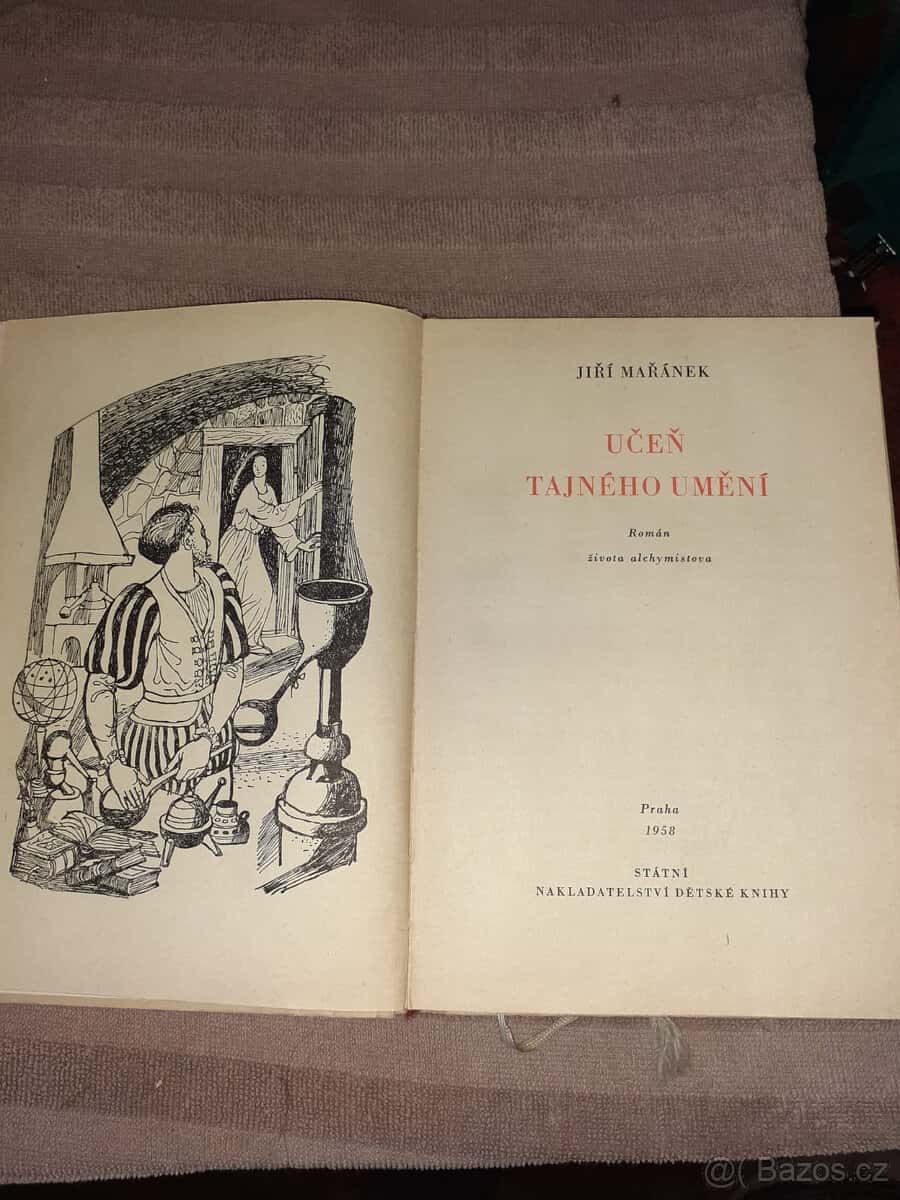 JIŘÍ MAŘÁNEK
UČEŇ
TAJNÉHO UMĚNÍ
Román
života alchymistova
Praha
1958
STÁTNÍ
NAKLADATELSTVÍ DĚTSKÉ KNIHY
@( Bazos.cz